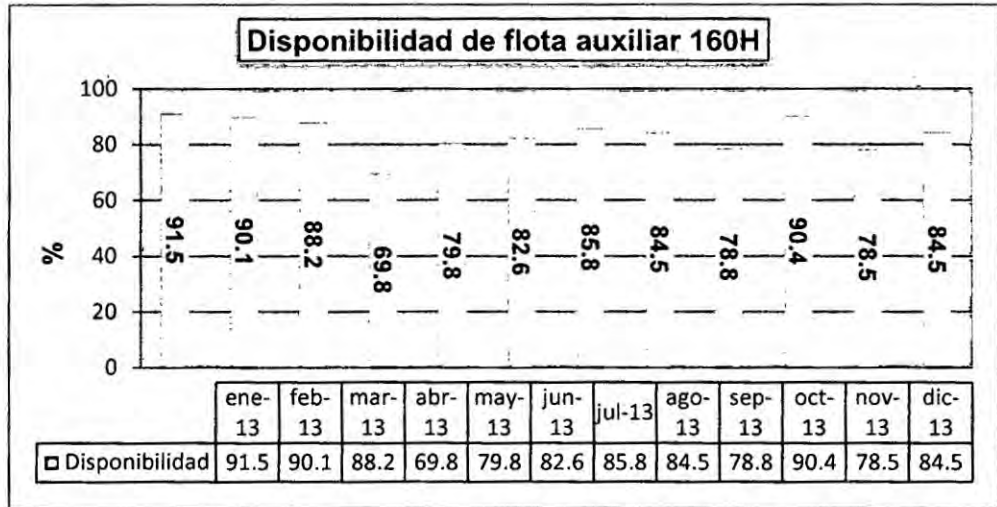 Disponibilidad de flota auxiliar 160H
100
80
60
40
20
0
%
91.5 90.1 88.2 69.8 79.8 82.6 85.8 84.5 78.8 90.4 78.5 84.5
ene-13 feb-13 mar-13 abr-13 may-13 jun-13 jul-13 ago-13 sep-13 oct-13 nov-13 dic-13
Disponibilidad 91.5 90.1 88.2 69.8 79.8 82.6 85.8 84.5 78.8 90.4 78.5 84.5